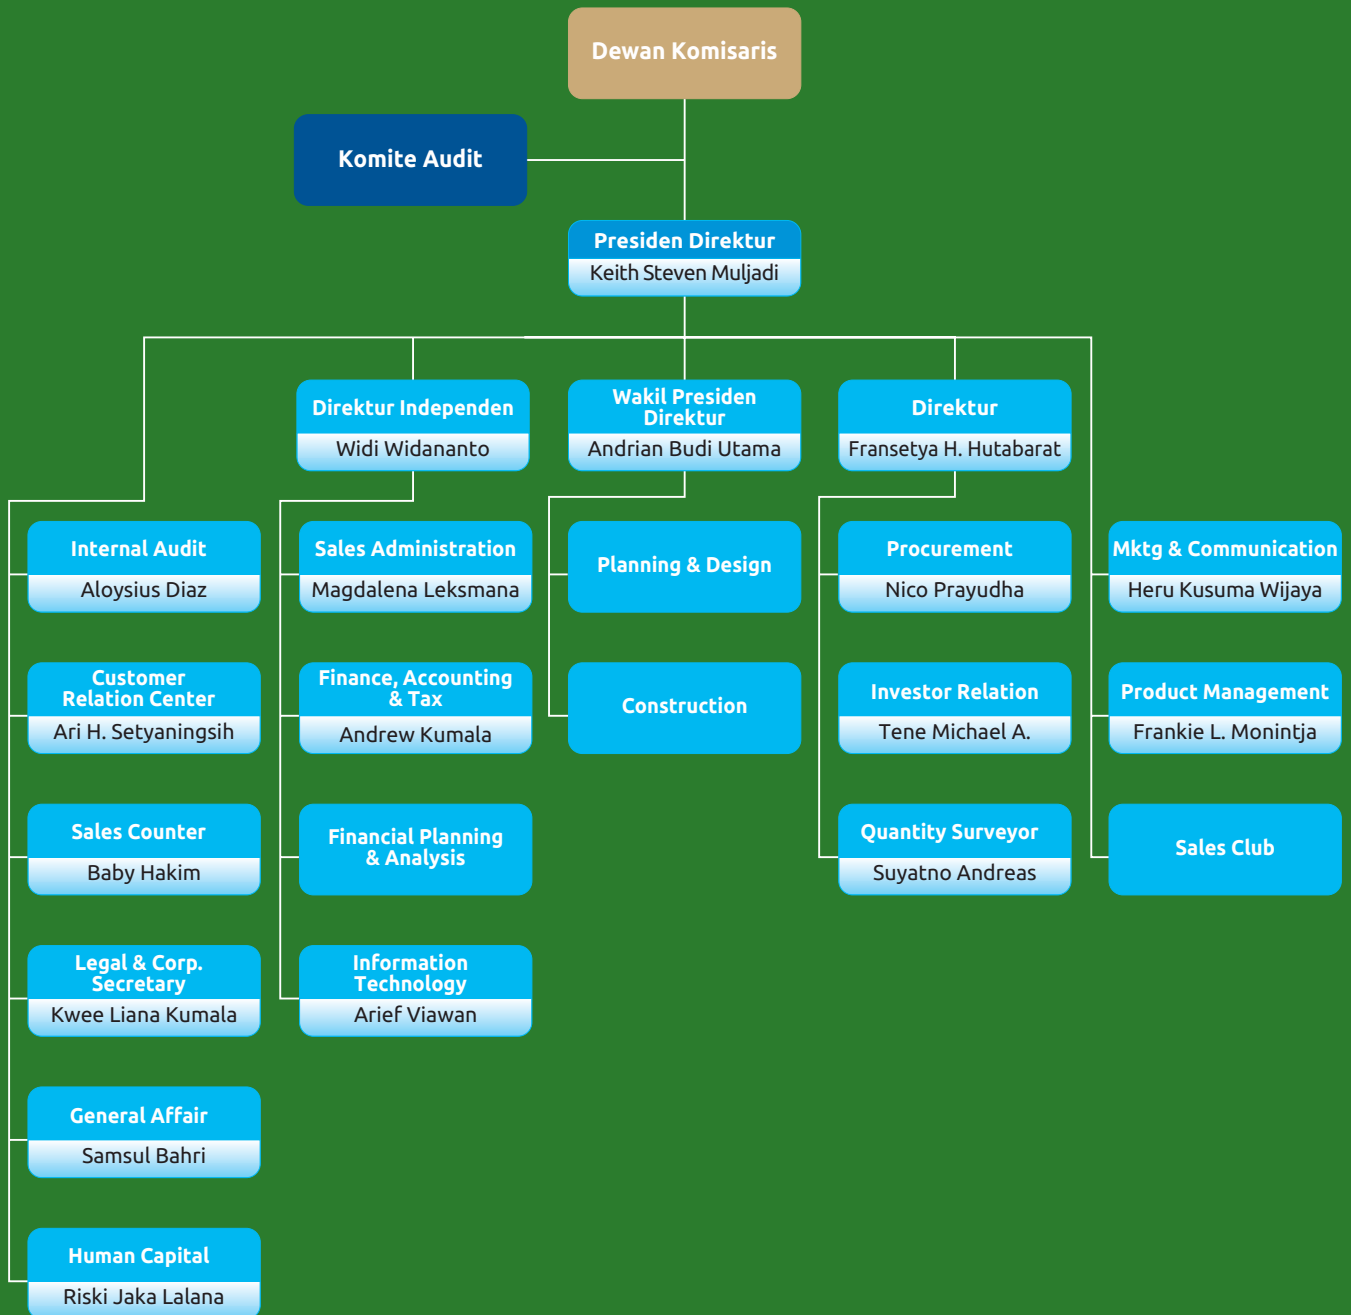 Dewan Komisaris
Komite Audit
Presiden Direktur
Keith Steven Muljadi
Direktur Independen
Widi Widananto
Wakil Presiden
Direktur
Andrian Budi Utama
Direktur
Fransetya H. Hutabarat
Internal Audit
Aloysius Diaz
Sales Administration
Magdalena Leksmana
Planning & Design
Procurement
Nico Prayudha
Mktg & Communication
Heru Kusuma Wijaya
Customer
Relation Center
Ari H. Setyaningsih
Finance, Accounting
& Tax
Andrew Kumala
Construction
Investor Relation
Tene Michael A.
Product Management
Frankie L. Monintja
Sales Counter
Baby Hakim
Financial Planning
& Analysis
Quantity Surveyor
Suyatno Andreas
Sales Club
Legal & Corp.
Secretary
Kwee Liana Kumala
Information
Technology
Arief Viawan
General Affair
Samsul Bahri
Human Capital
Riski Jaka Lalana